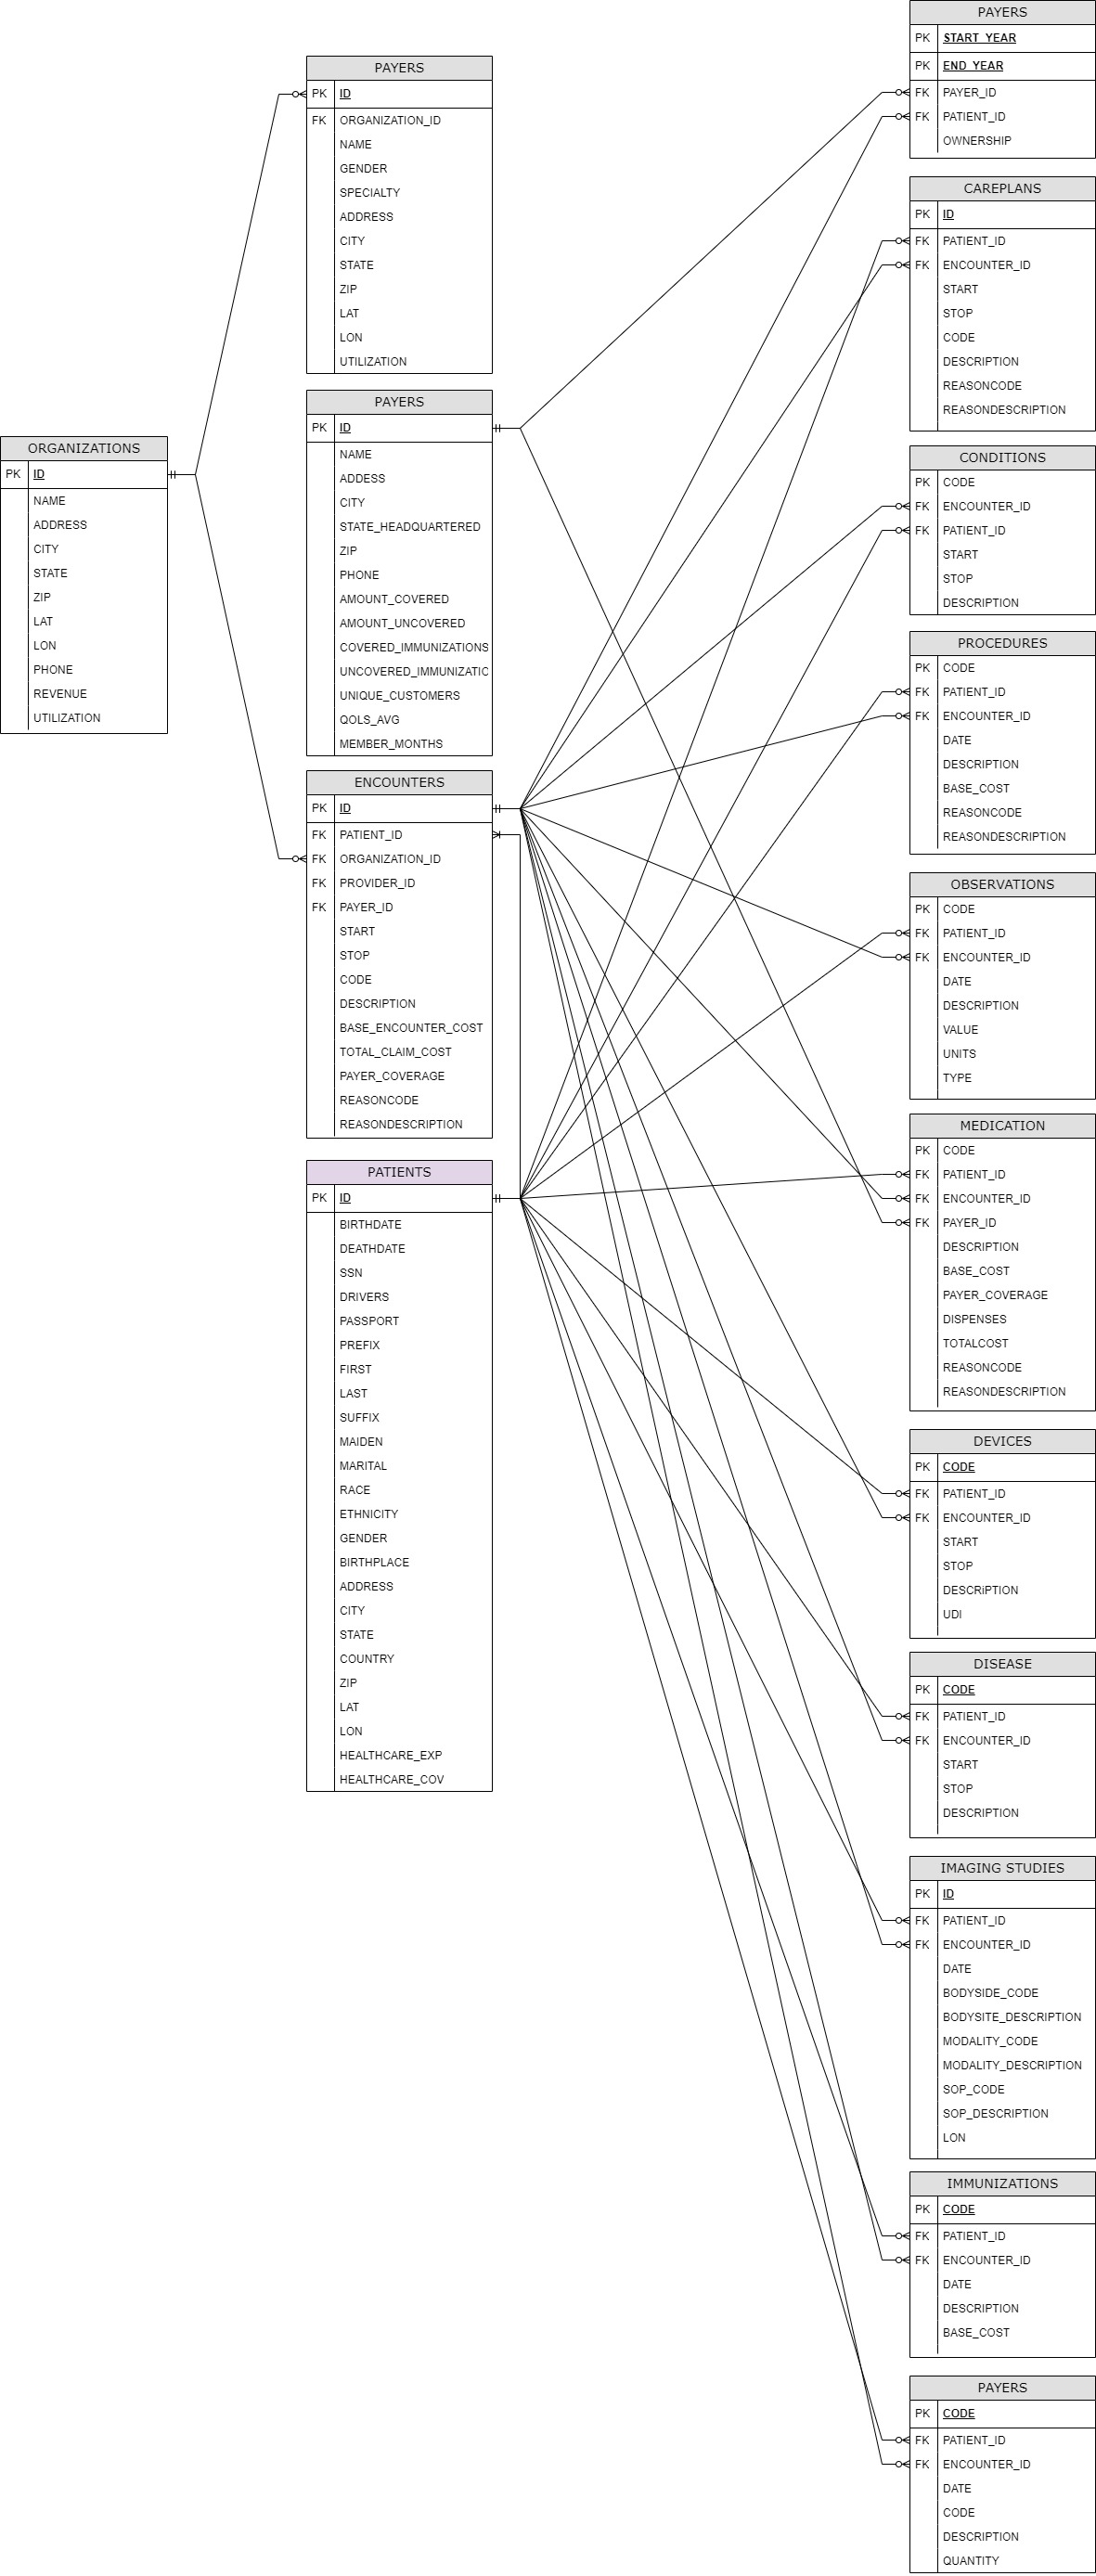 ORGANIZATIONS
PK ID
NAME
ADDRESS
CITY
STATE
ZIP
LAT
LON
PHONE
REVENUE
UTILIZATION
PAYERS
PK ID
FK ORGANIZATION_ID
NAME
GENDER
SPECIALTY
ADDRESS
CITY
STATE
ZIP
LAT
LON
UTILIZATION
PAYERS
PK ID
NAME
ADDESS
CITY
STATE_HEADQUARTERED
ZIP
PHONE
AMOUNT_COVERED
AMOUNT_UNCOVERED
COVERED_IMMUNIZATIONS
UNCOVERED_IMMUNIZATIC
UNIQUE_CUSTOMERS
QOLS_AVG
MEMBER_MONTHS
ENCOUNTERS
PK ID
FK PATIENT_ID
FK ORGANIZATION_ID
FK PROVIDER_ID
FK PAYER_ID
START
STOP
CODE
DESCRIPTION
BASE_ENCOUNTER_COST
TOTAL_CLAIM_COST
PAYER_COVERAGE
REASONCODE
REASONDESCRIPTION
PATIENTS
PK ID
BIRTHDATE
DEATHDATE
SSN
DRIVERS
PASSPORT
PREFIX
FIRST
LAST
SUFFIX
MAIDEN
MARITAL
RACE
ETHNICITY
GENDER
BIRTHPLACE
ADDRESS
CITY
STATE
COUNTRY
ZIP
LAT
LON
HEALTHCARE_EXP
HEALTHCARE_COV
PAYERS
PK START_YEAR
PK END_YEAR
FK PAYER_ID
FK PATIENT_ID
OWNERSHIP
CAREPLANS
PK ID
FK PATIENT_ID
FK ENCOUNTER_ID
START
STOP
CODE
DESCRIPTION
REASONCODE
REASONDESCRIPTION
CONDITIONS
PK CODE
FK ENCOUNTER_ID
FK PATIENT_ID
START
STOP
DESCRIPTION
PROCEDURES
PK CODE
FK PATIENT_ID
FK ENCOUNTER_ID
DATE
DESCRIPTION
BASE_COST
REASONCODE
REASONDESCRIPTION
OBSERVATIONS
PK CODE
FK PATIENT_ID
FK ENCOUNTER_ID
DATE
DESCRIPTION
VALUE
UNITS
TYPE
MEDICATION
PK CODE
FK PATIENT_ID
FK ENCOUNTER_ID
FK PAYER_ID
DESCRIPTION
BASE_COST
PAYER_COVERAGE
DISPENSES
TOTALCOST
REASONCODE
REASONDESCRIPTION
DEVICES
PK CODE
FK PATIENT_ID
FK ENCOUNTER_ID
START
STOP
DESCRiPTION
UDI
DISEASE
PK CODE
FK PATIENT_ID
FK ENCOUNTER_ID
START
STOP
DESCRIPTION
IMAGING STUDIES
PK ID
FK PATIENT_ID
FK ENCOUNTER_ID
DATE
BODYSIDE_CODE
BODYSITE_DESCRIPTION
MODALITY_CODE
MODALITY_DESCRIPTION
SOP_CODE
SOP_DESCRIPTION
LON
IMMUNIZATIONS
PK CODE
FK PATIENT_ID
FK ENCOUNTER_ID
DATE
DESCRIPTION
BASE_COST
PAYERS
PK CODE
FK PATIENT_ID
FK ENCOUNTER_ID
DATE
CODE
DESCRIPTION
QUANTITY